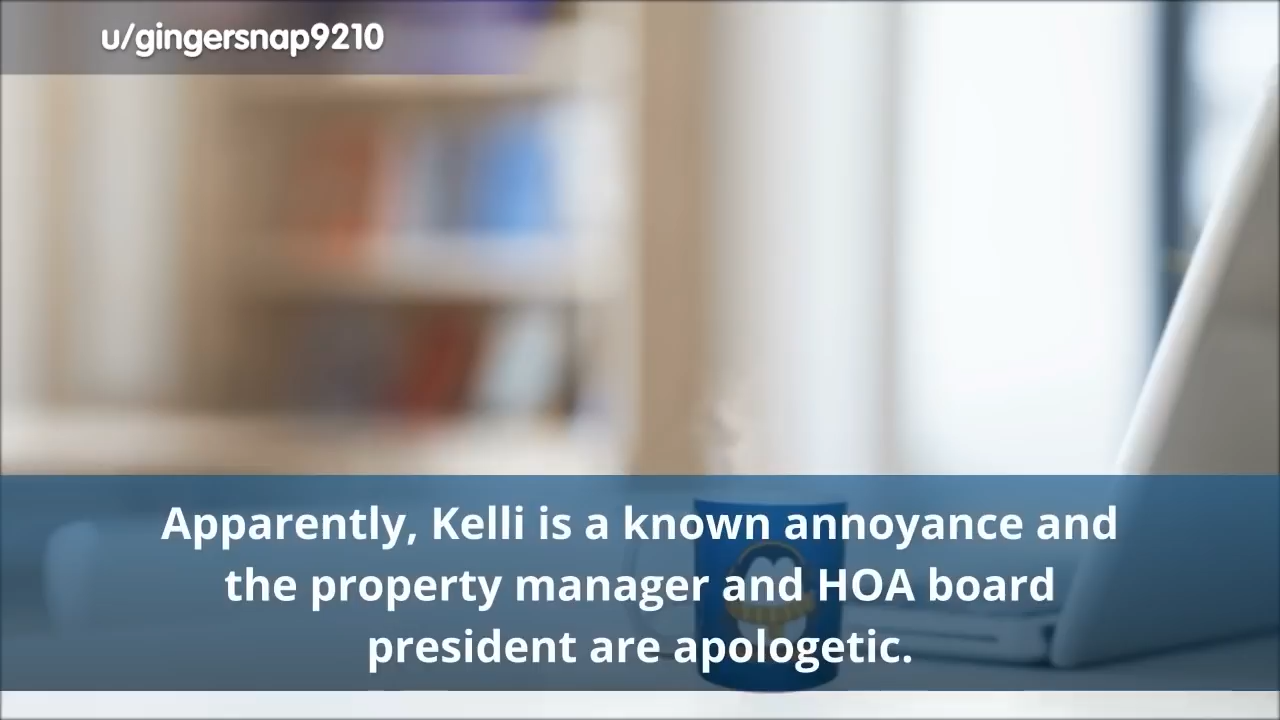 u/gingersnap9210
Apparently, Kelli is a known annoyance and
the property manager and HOA board
president are apologetic.